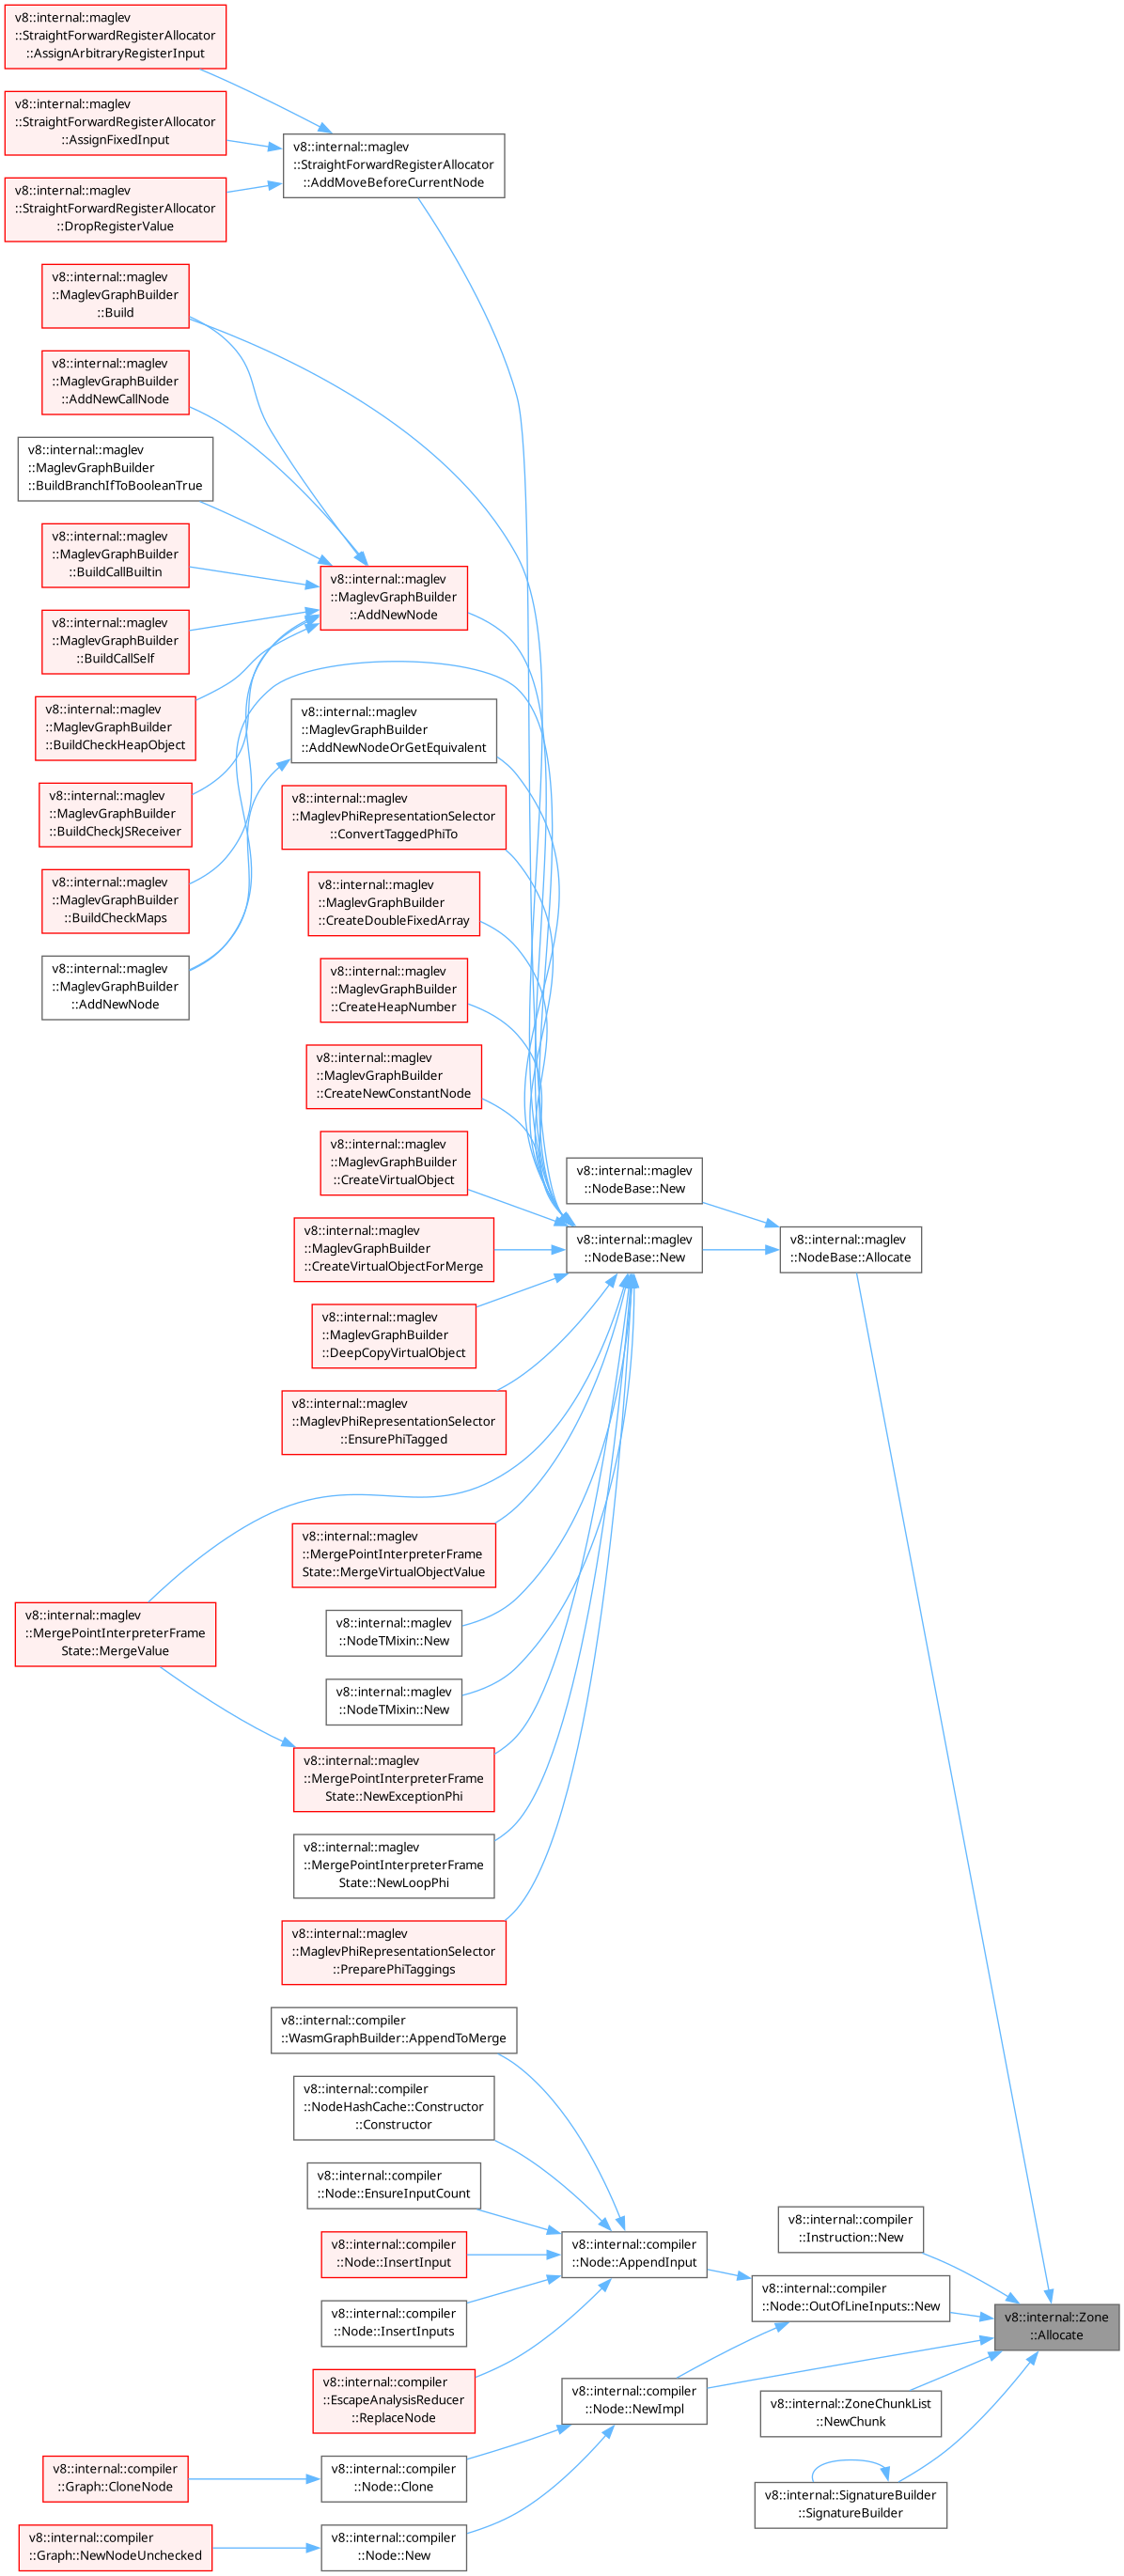 v8::internal::maglev
::StraightForwardRegisterAllocator
::AssignArbitraryRegisterInput
v8::internal::maglev
::StraightForwardRegisterAllocator
::AssignFixedInput
v8::internal::maglev
::StraightForwardRegisterAllocator
::AddMoveBeforeCurrentNode
v8::internal::maglev
::StraightForwardRegisterAllocator
::DropRegisterValue
v8::internal::maglev
::MaglevGraphBuilder
::Build
v8::internal::maglev
::MaglevGraphBuilder
::AddNewCallNode
v8::internal::maglev
::MaglevGraphBuilder
::BuildBranchIfToBooleanTrue
v8::internal::maglev
::MaglevGraphBuilder
::BuildCallBuiltin
v8::internal::maglev
::MaglevGraphBuilder
::AddNewNode
v8::internal::maglev
::MaglevGraphBuilder
::BuildCallSelf
v8::internal::maglev
::MaglevGraphBuilder
::BuildCheckHeapObject
v8::internal::maglev
::MaglevGraphBuilder
::AddNewNodeOrGetEquivalent
v8::internal::maglev
::MaglevGraphBuilder
::BuildCheckJSReceiver
v8::internal::maglev
::MaglevPhiRepresentationSelector
::ConvertTaggedPhiTo
v8::internal::maglev
::MaglevGraphBuilder
::BuildCheckMaps
v8::internal::maglev
::MaglevGraphBuilder
::CreateDoubleFixedArray
v8::internal::maglev
::MaglevGraphBuilder
::AddNewNode
v8::internal::maglev
::MaglevGraphBuilder
::CreateHeapNumber
v8::internal::maglev
::MaglevGraphBuilder
::CreateNewConstantNode
v8::internal::maglev
::MaglevGraphBuilder
::CreateVirtualObject
v8::internal::maglev
::NodeBase::New
v8::internal::maglev
::MaglevGraphBuilder
::CreateVirtualObjectForMerge
v8::internal::maglev
::NodeBase::New
v8::internal::maglev
::NodeBase::Allocate
v8::internal::maglev
::MaglevGraphBuilder
::DeepCopyVirtualObject
v8::internal::maglev
::MaglevPhiRepresentationSelector
::EnsurePhiTagged
v8::internal::maglev
::MergePointInterpreterFrame
State::MergeVirtualObjectValue
v8::internal::maglev
::MergePointInterpreterFrame
State::MergeValue
v8::internal::maglev
::NodeTMixin::New
v8::internal::maglev
::NodeTMixin::New
v8::internal::maglev
::MergePointInterpreterFrame
State::NewExceptionPhi
v8::internal::maglev
::MergePointInterpreterFrame
State::NewLoopPhi
v8::internal::maglev
::MaglevPhiRepresentationSelector
::PreparePhiTaggings
v8::internal::compiler
::WasmGraphBuilder::AppendToMerge
v8::internal::compiler
::NodeHashCache::Constructor
::Constructor
v8::internal::compiler
::Node::EnsureInputCount
v8::internal::compiler
::Node::InsertInput
v8::internal::compiler
::Node::AppendInput
v8::internal::compiler
::Instruction::New
v8::internal::compiler
::Node::InsertInputs
v8::internal::compiler
::Node::OutOfLineInputs::New
v8::internal::Zone
::Allocate
v8::internal::compiler
::EscapeAnalysisReducer
::ReplaceNode
v8::internal::compiler
::Node::NewImpl
v8::internal::ZoneChunkList
::NewChunk
v8::internal::compiler
::Graph::CloneNode
v8::internal::compiler
::Node::Clone
v8::internal::SignatureBuilder
::SignatureBuilder
v8::internal::compiler
::Graph::NewNodeUnchecked
v8::internal::compiler
::Node::New